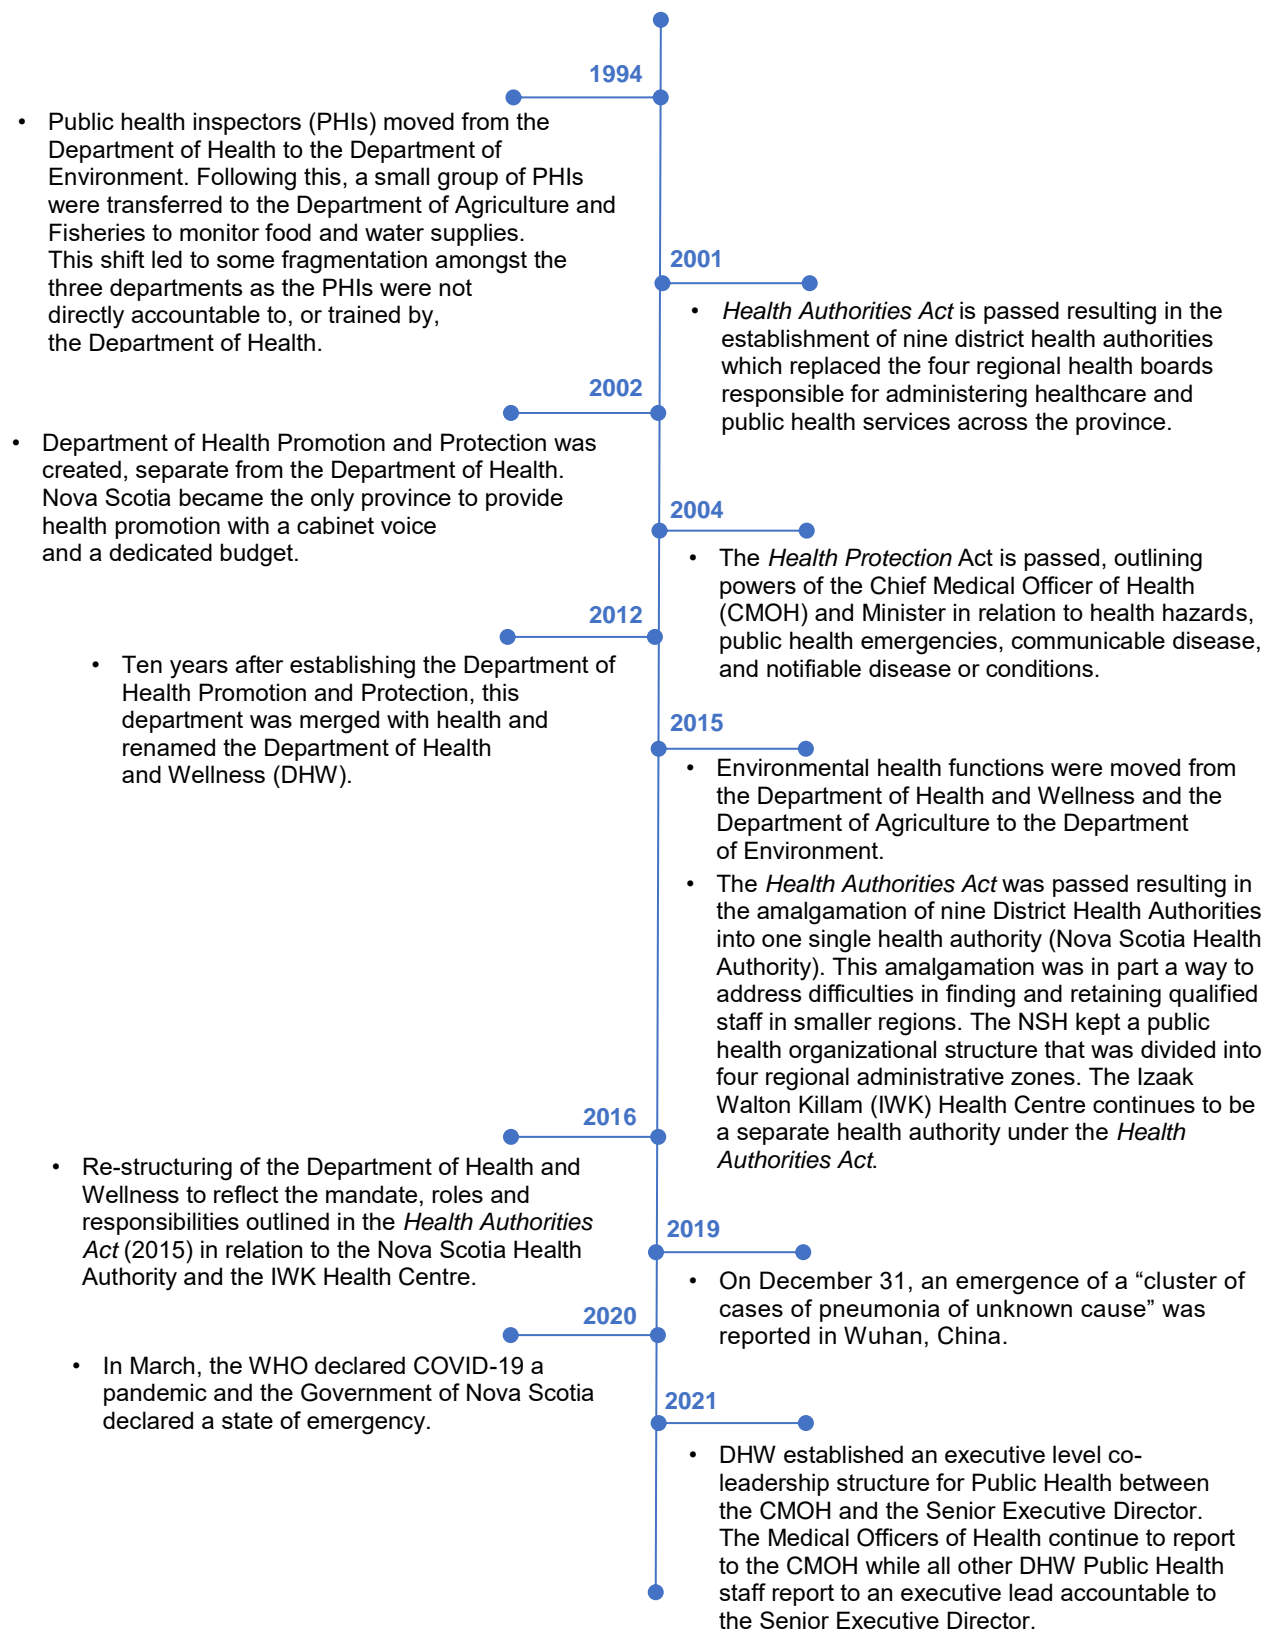 1994
• Public health inspectors (PHIs) moved from the
Department of Health to the Department of
Environment. Following this, a small group of PHIs
were transferred to the Department of Agriculture and
Fisheries to monitor food and water supplies.
This shift led to some fragmentation amongst the
three departments as the PHIs were not
directly accountable to, or trained by,
the Department of Health.
2001
• Health Authorities Act is passed resulting in the
establishment of nine district health authorities
which replaced the four regional health boards
responsible for administering healthcare and
public health services across the province.
2002
• Department of Health Promotion and Protection was
created, separate from the Department of Health.
Nova Scotia became the only province to provide
health promotion with a cabinet voice
and a dedicated budget.
2004
• The Health Protection Act is passed, outlining
powers of the Chief Medical Officer of Health
(CMOH) and Minister in relation to health hazards,
public health emergencies, communicable disease,
and notifiable disease or conditions.
2012
• Ten years after establishing the Department of
Health Promotion and Protection, this
department was merged with health and
renamed the Department of Health
and Wellness (DHW).
2015
• Environmental health functions were moved from
the Department of Health and Wellness and the
Department of Agriculture to the Department
of Environment.
• The Health Authorities Act was passed resulting in
the amalgamation of nine District Health Authorities
into one single health authority (Nova Scotia Health
Authority). This amalgamation was in part a way to
address difficulties in finding and retaining qualified
staff in smaller regions. The NSH kept a public
health organizational structure that was divided into
four regional administrative zones. The Izaak
Walton Killam (IWK) Health Centre continues to be
a separate health authority under the Health
Authorities Act.
2016
• Re-structuring of the Department of Health and
Wellness to reflect the mandate, roles and
responsibilities outlined in the Health Authorities
Act (2015) in relation to the Nova Scotia Health
Authority and the IWK Health Centre.
2019
• On December 31, an emergence of a “cluster of
cases of pneumonia of unknown cause” was
reported in Wuhan, China.
2020
• In March, the WHO declared COVID-19 a
pandemic and the Government of Nova Scotia
declared a state of emergency.
2021
• DHW established an executive level co-
leadership structure for Public Health between
the CMOH and the Senior Executive Director.
The Medical Officers of Health continue to report
to the CMOH while all other DHW Public Health
staff report to an executive lead accountable to
the Senior Executive Director.